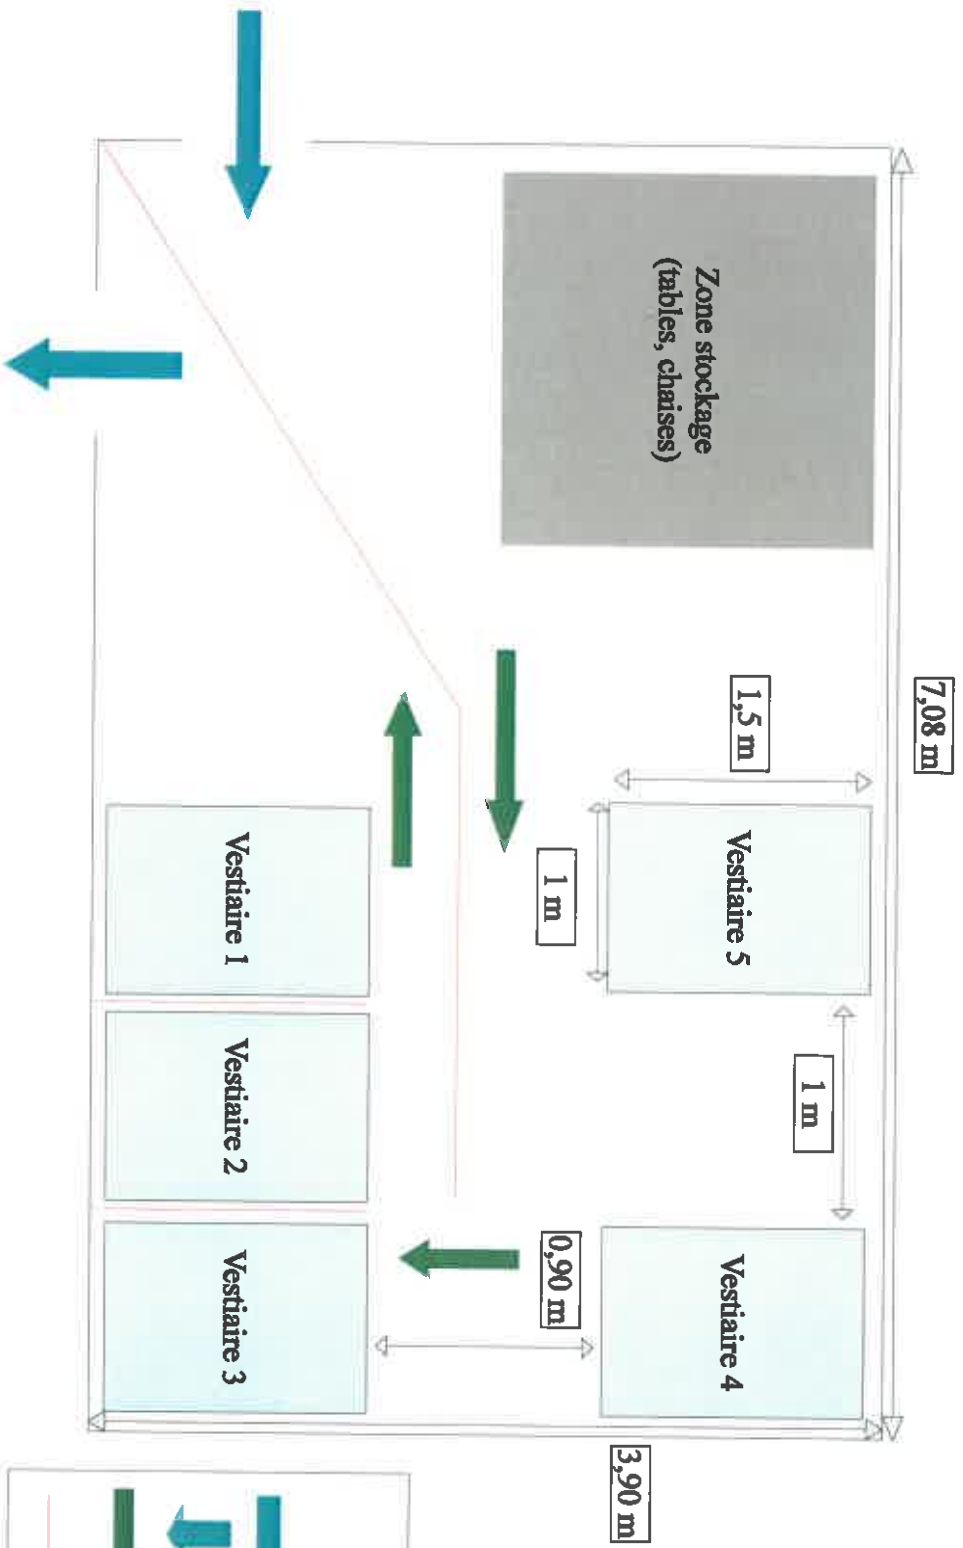 7,08 m
Zone stockage
(tables, chaises)
1,5 m
Vestiaire 5
1 m
1 m
Vestiaire 4
0,90 m
3,90 m
Vestiaire 1
Vestiaire 2
Vestiaire 3